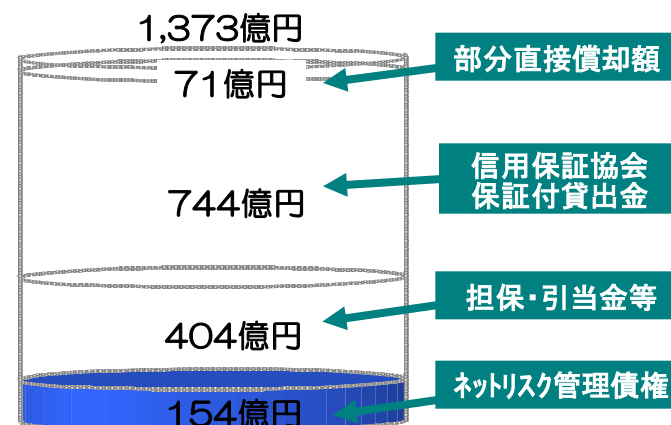 1,373億円
部分直接償却額
71億円
信用保証協会
保証付貸出金
744億円
担保・引当金等
404億円
ネットリスク管理債権
154億円